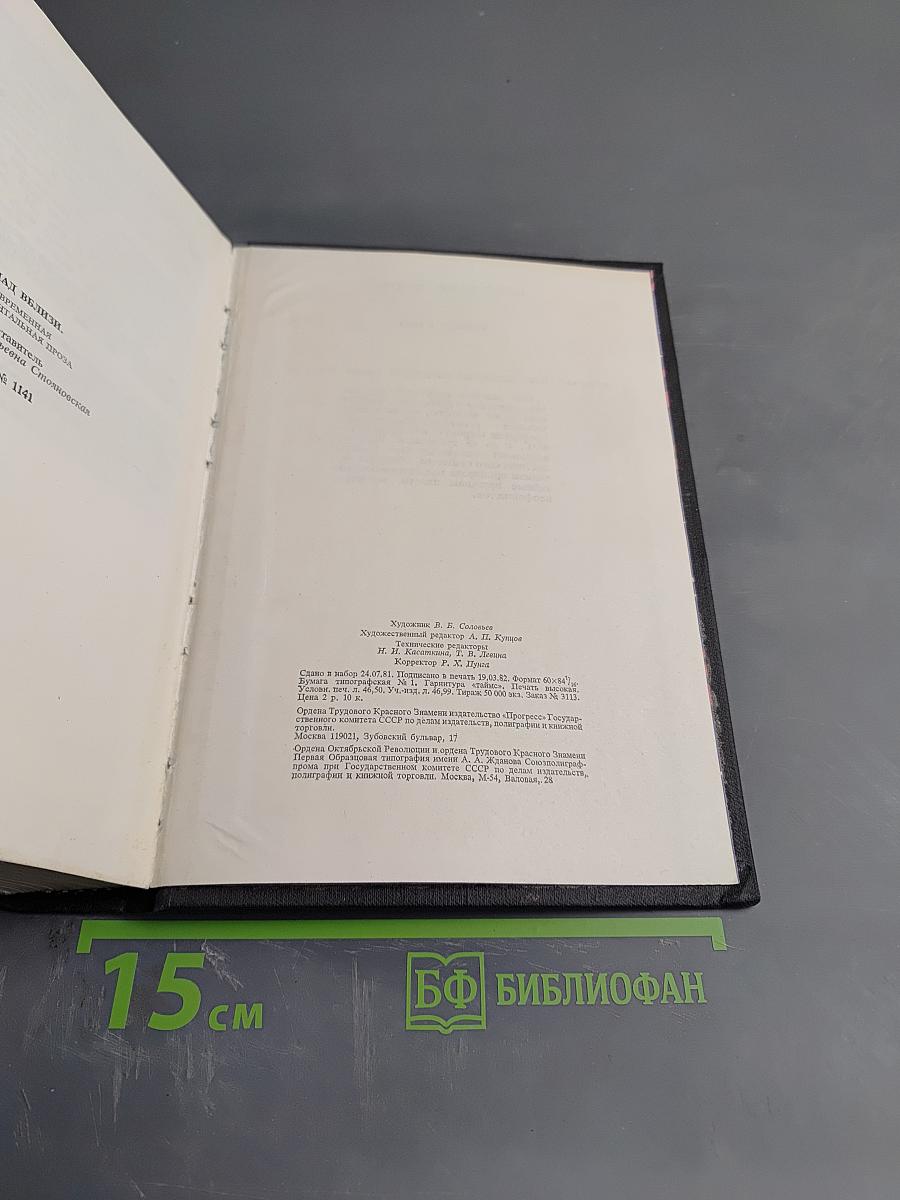 АД ВБЛИЗИ.
ВРЕМЕННАЯ
НТАЛЬНАЯ ПРОЗА
тавитель
ьевна Стояновская
№ 1141
Художник В. Б. Соловьев
Художественный редактор А. П. Купцов
Технические редакторы
Н. И. Касаткина, Т. В. Левина
Корректор Р. Х. Пунга
Сдано в набор 24.07.81. Подписано в печать 19.03.82. Формат 60×84¹/₁₆.
Бумага типографская № 1. Гарнитура «таймс», Печать высокая.
Условн. печ. л. 46,50. Уч.-изд. л. 46,99. Тираж 50 000 экз. Заказ № 3113.
Цена 2 р. 10 к.
Ордена Трудового Красного Знамени издательство «Прогресс» Государ-
ственного комитета СССР по делам издательств, полиграфии и книжной
торговли.
Москва 119021, Зубовский бульвар, 17
Ордена Октябрьской Революции и ордена Трудового Красного Знамени
Первая Образцовая типография имени А. А. Жданова Союзполиграф-
прома при Государственном комитете СССР по делам издательств,
полиграфии и книжной торговли. Москва, М-54, Валовая, 28
15 см
БФ БИБЛИОФАН